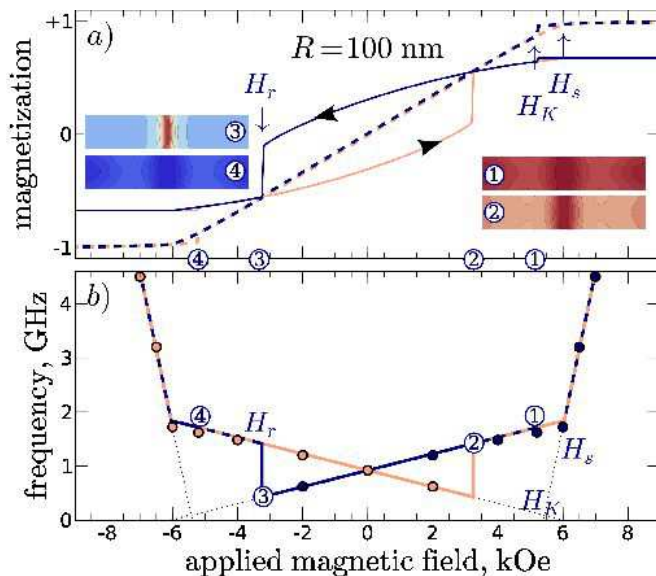 +1
a)
R=100 nm
H_r
H_s
H_K
magnetization
0
③
④
①
②
-1
④ ③ ② ①
b)
4
3
2
1
0
frequency, GHz
④
H_r
②
①
H_s
③
H_K
-8 -6 -4 -2 0 2 4 6 8
applied magnetic field, kOe